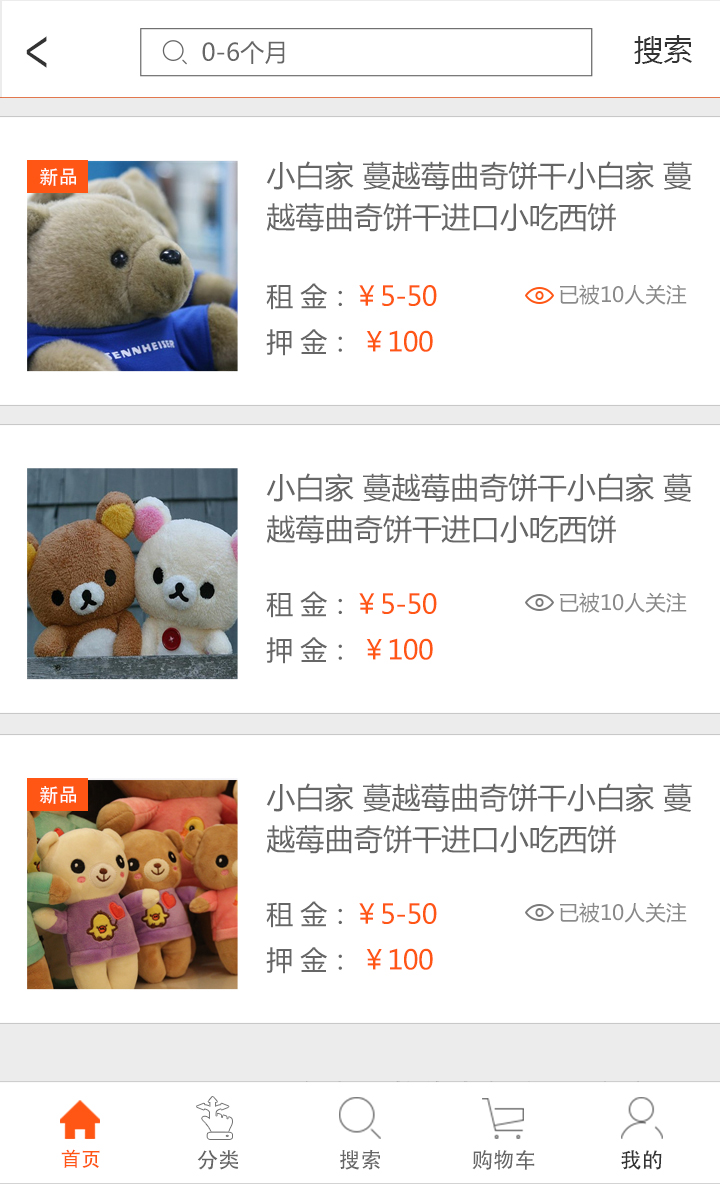 <
0-6个月
搜索
新品
小白家 蔓越莓曲奇饼干小白家 蔓
越莓曲奇饼干进口小吃西饼
租 金： ¥ 5-50
已被10人关注
押 金： ¥ 100
SENNHEISER
小白家 蔓越莓曲奇饼干小白家 蔓
越莓曲奇饼干进口小吃西饼
租 金： ¥ 5-50
已被10人关注
押 金： ¥ 100
新品
小白家 蔓越莓曲奇饼干小白家 蔓
越莓曲奇饼干进口小吃西饼
租 金： ¥ 5-50
已被10人关注
押 金： ¥ 100
首页
分类
搜索
购物车
我的